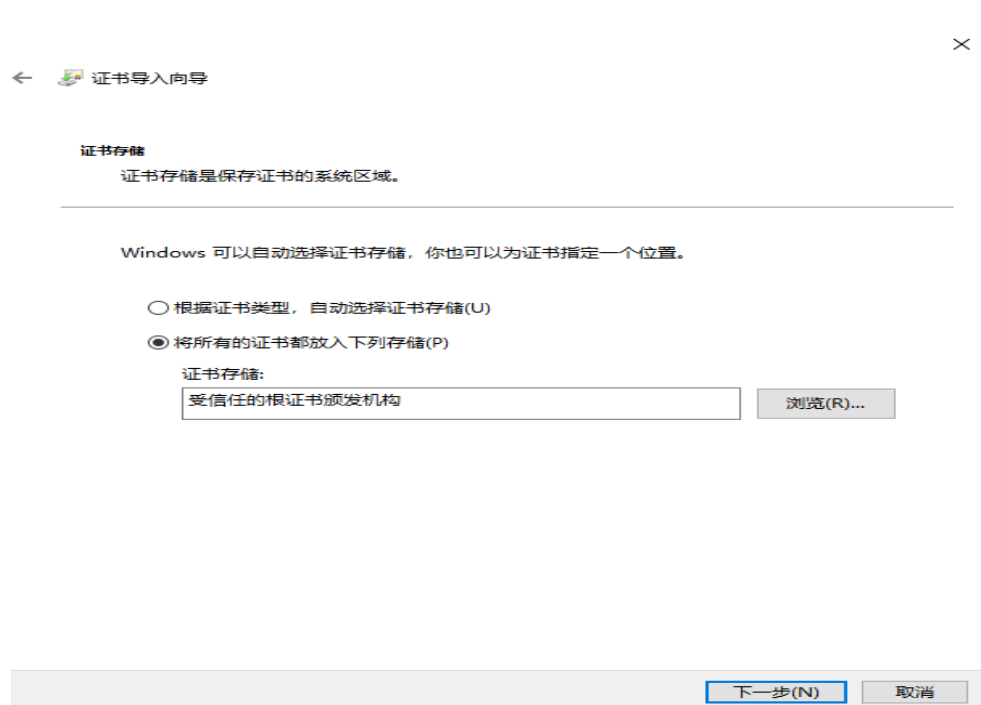 证书导入向导
证书存储
证书存储是保存证书的系统区域。
Windows 可以自动选择证书存储，你也可以为证书指定一个位置。
根据证书类型，自动选择证书存储(U)
将所有的证书都放入下列存储(P)
证书存储:
受信任的根证书颁发机构
浏览(R)...
下一步(N)
取消